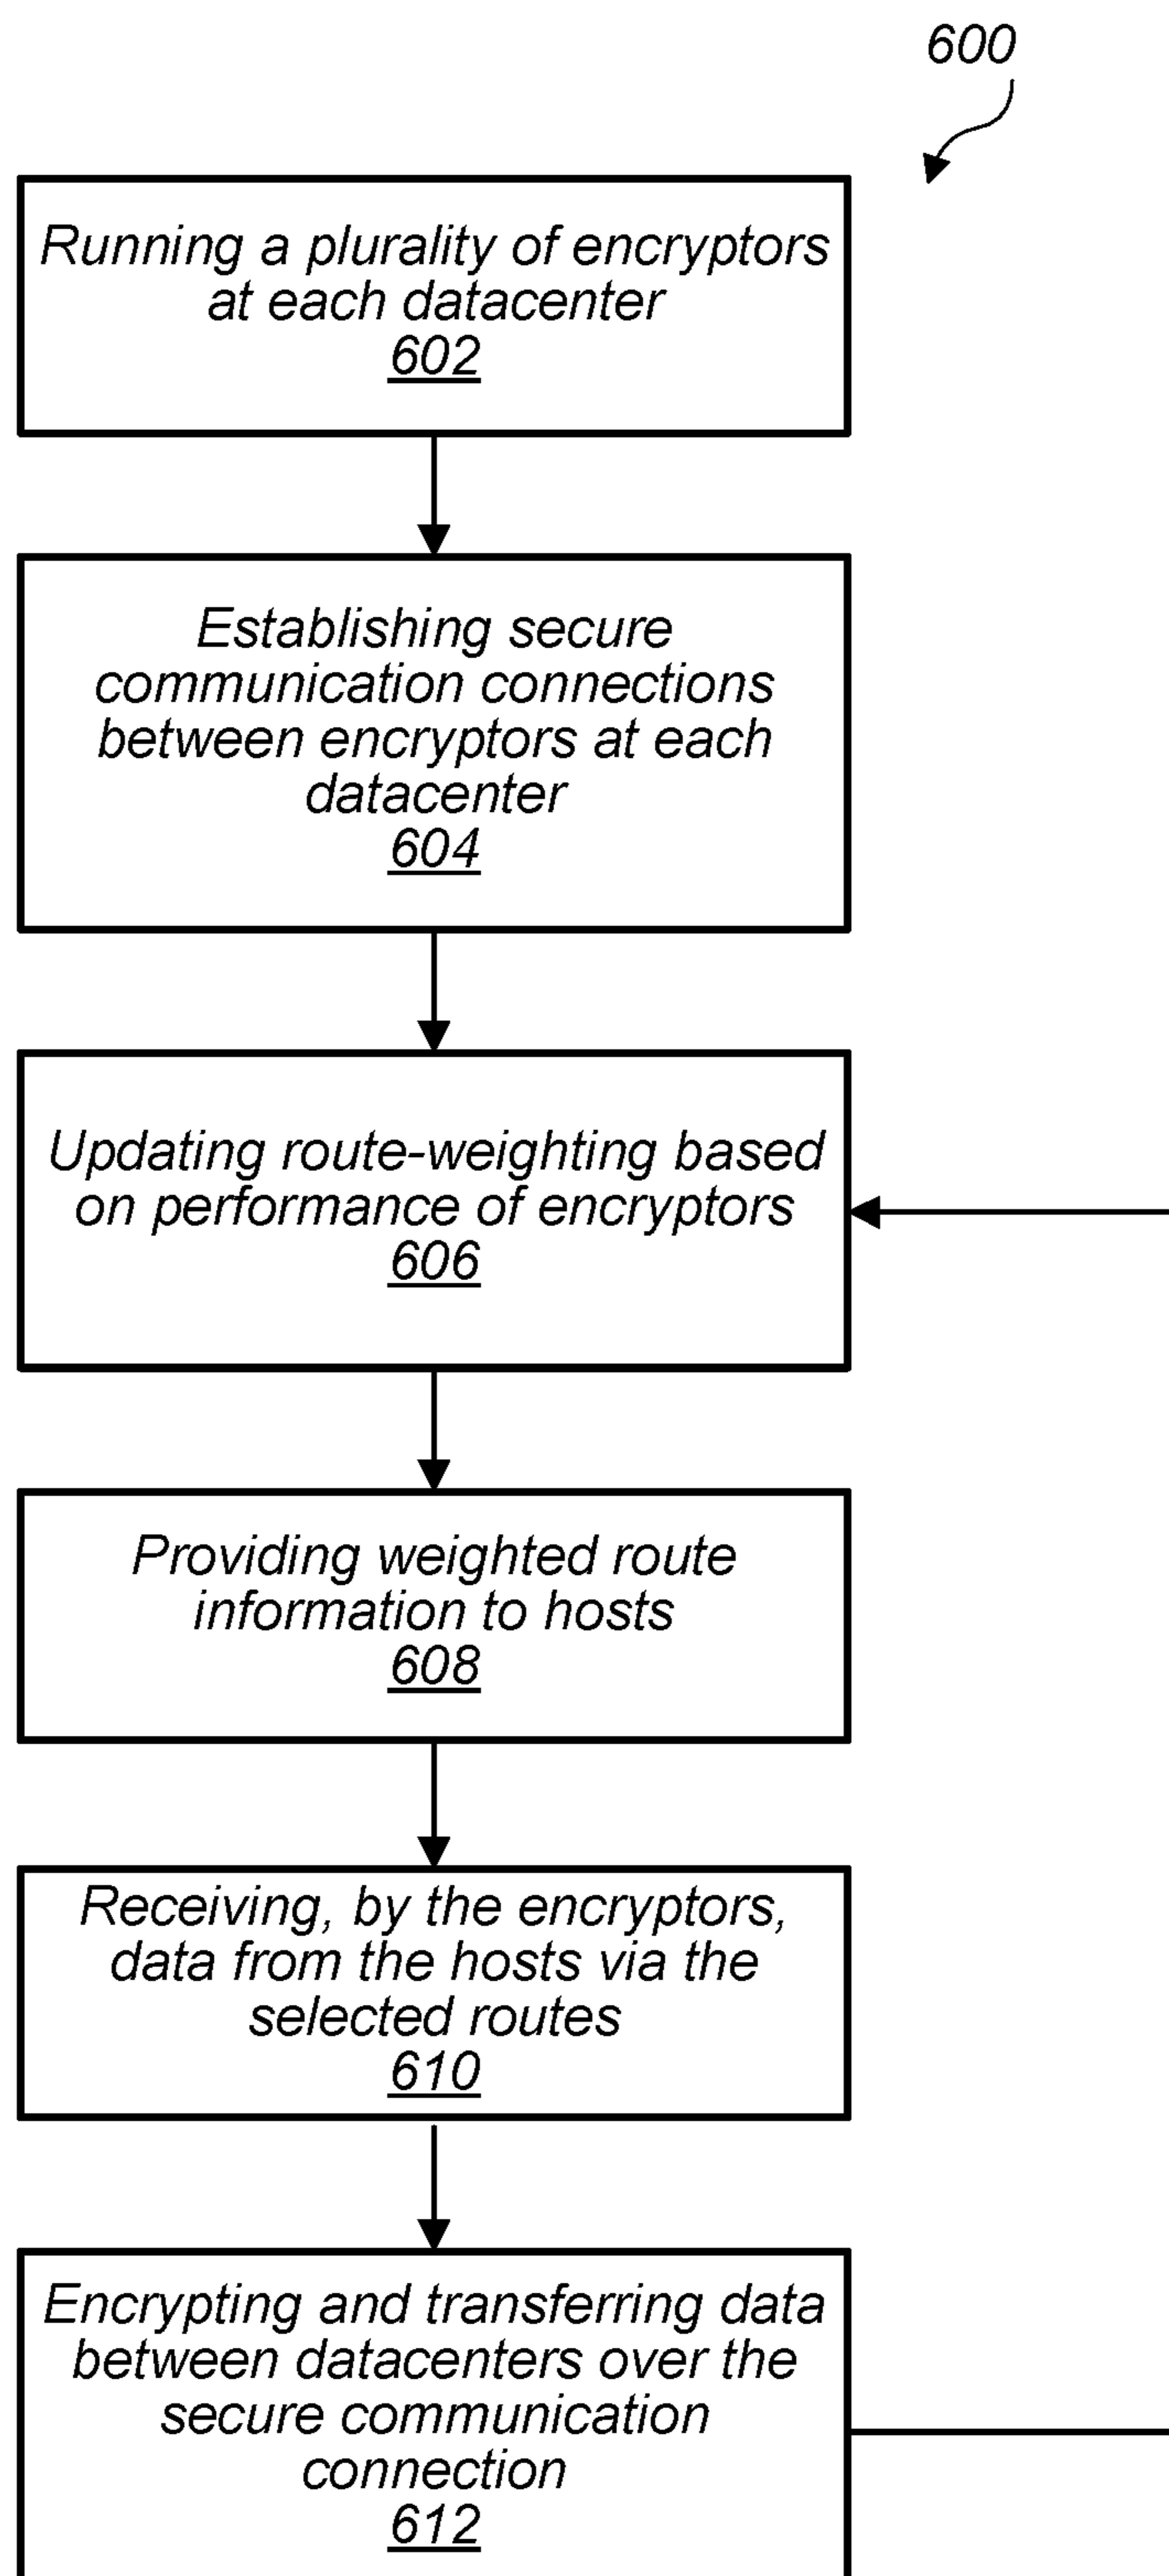 600
Running a plurality of encryptors
at each datacenter
602
Establishing secure
communication connections
between encryptors at each
datacenter
604
Updating route-weighting based
on performance of encryptors
606
Providing weighted route
information to hosts
608
Receiving, by the encryptors,
data from the hosts via the
selected routes
610
Encrypting and transferring data
between datacenters over the
secure communication
connection
612